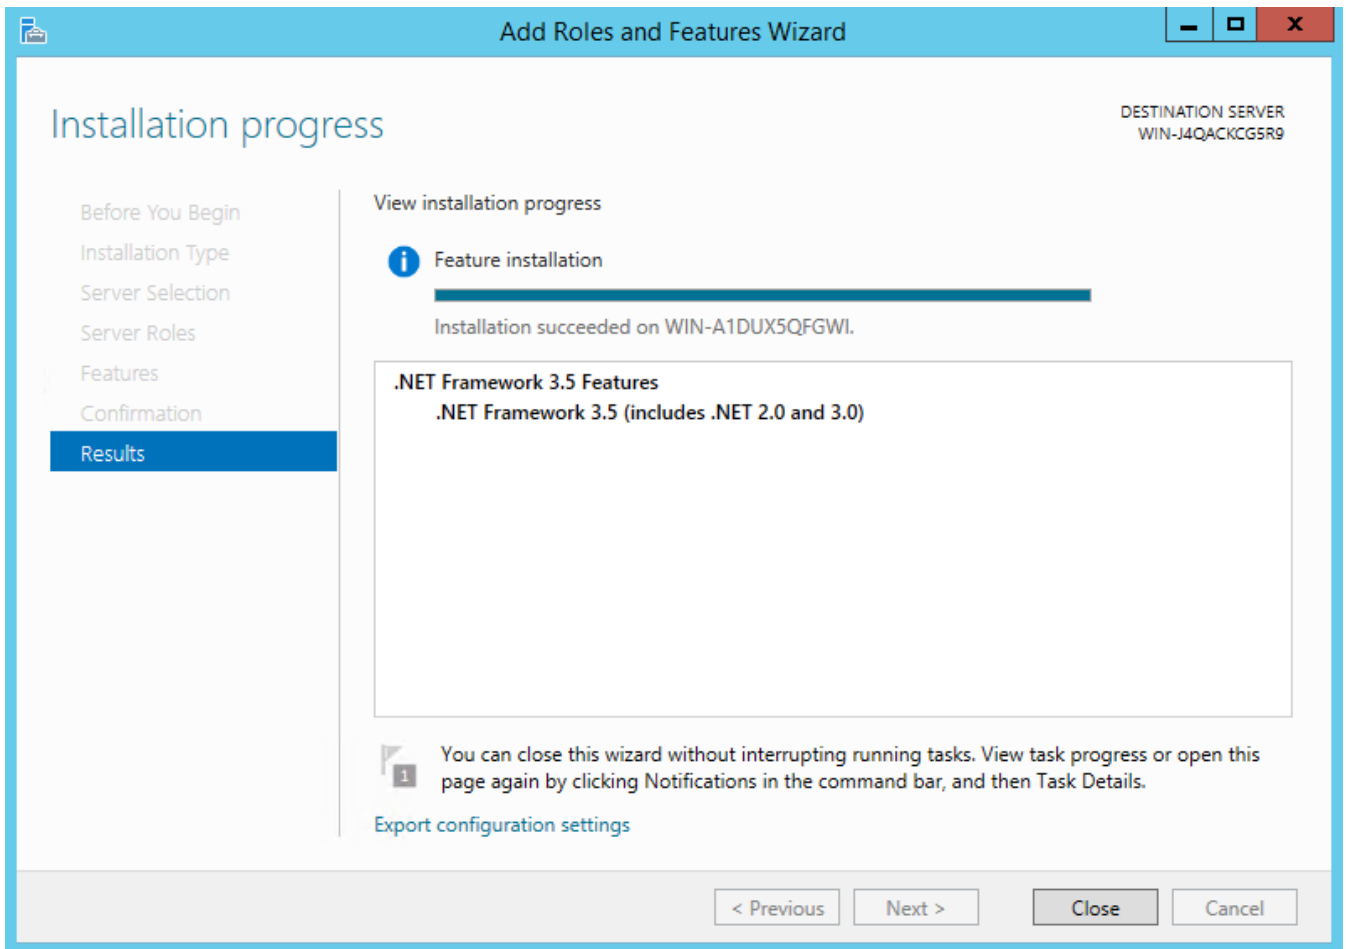 Add Roles and Features Wizard
Installation progress
DESTINATION SERVER
WIN-J4QACKCG5R9
Before You Begin
Installation Type
Server Selection
Server Roles
Features
Confirmation
Results
View installation progress
Feature installation
Installation succeeded on WIN-A1DUX5QFGWI.
.NET Framework 3.5 Features
.NET Framework 3.5 (includes .NET 2.0 and 3.0)
1
You can close this wizard without interrupting running tasks. View task progress or open this
page again by clicking Notifications in the command bar, and then Task Details.
Export configuration settings
< Previous
Next >
Close
Cancel